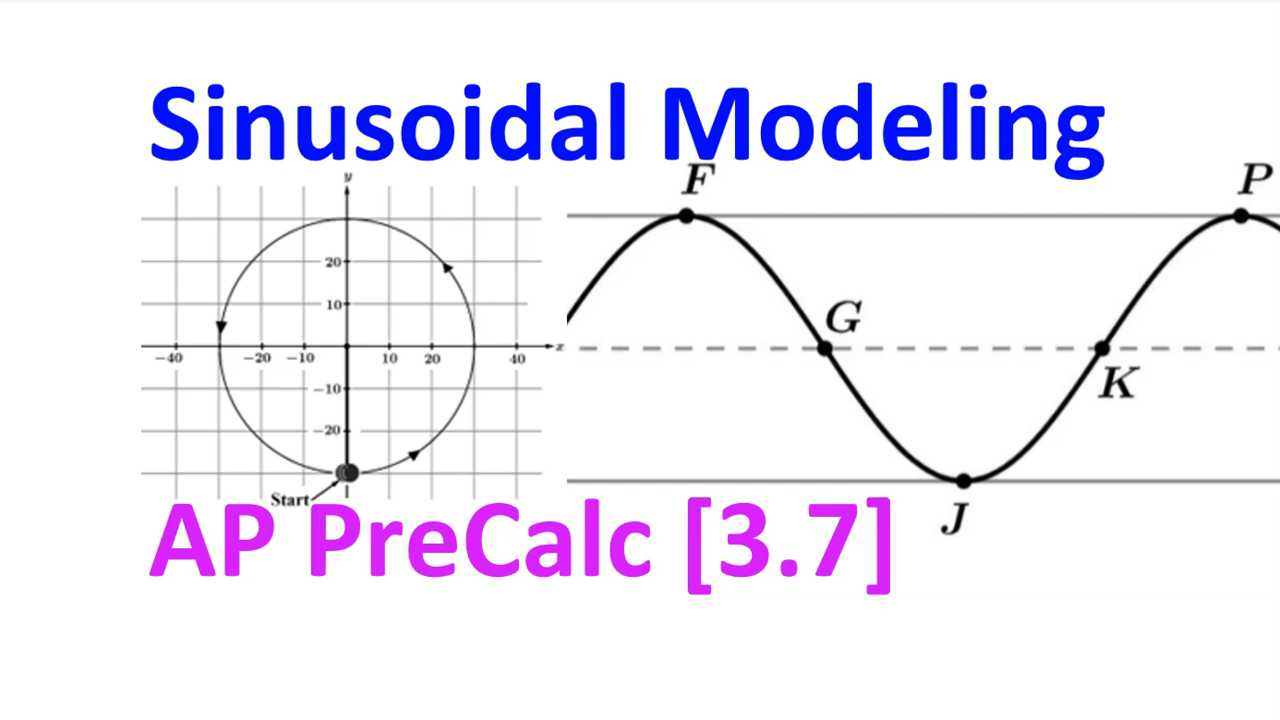 Sinusoidal Modeling
F
P
y
20
10
G
-40
-20
-10
10
20
40
x
K
-10
-20
Start
J
AP PreCalc [3.7]